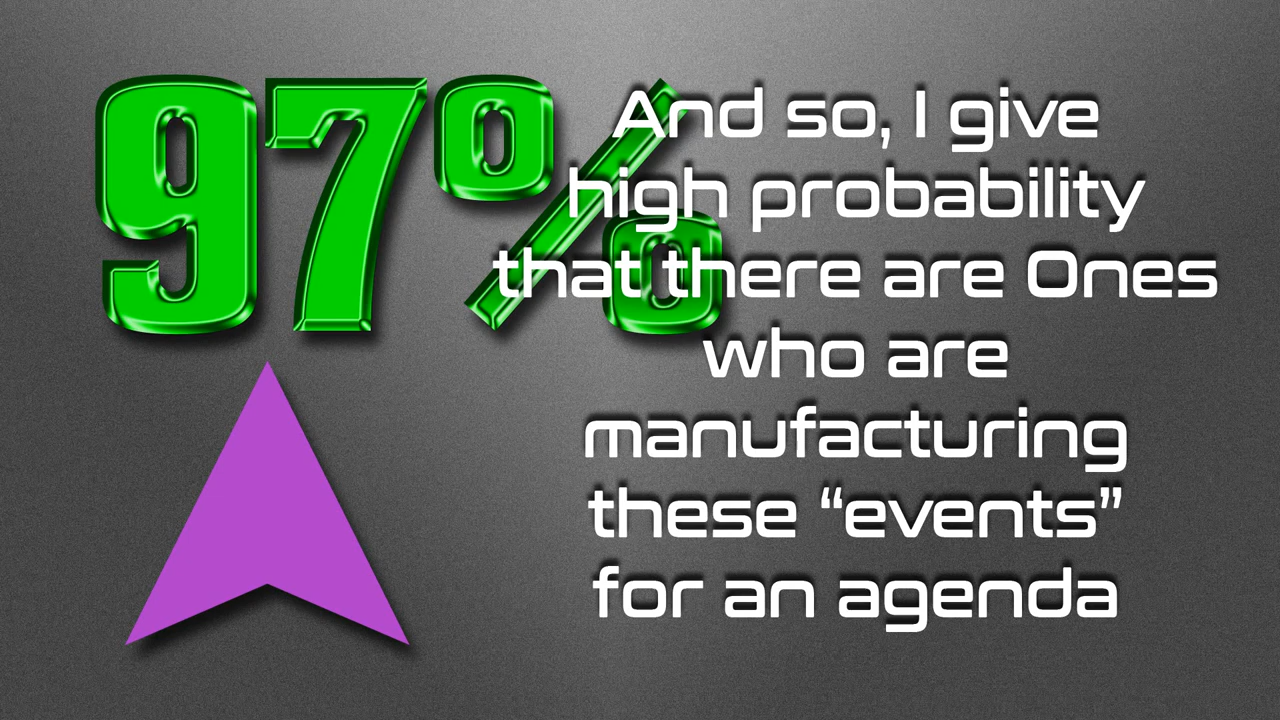 97%
And so, I give
high probability
that there are Ones
who are
manufacturing
these “events”
for an agenda